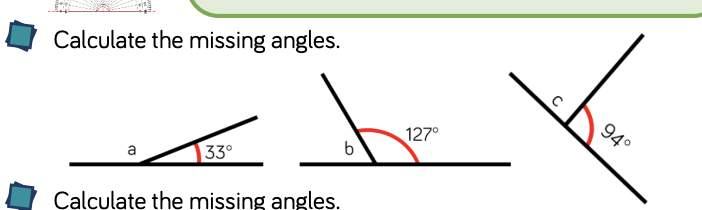 Calculate the missing angles.
a 33° b 127° c 94°
Calculate the missing angles.